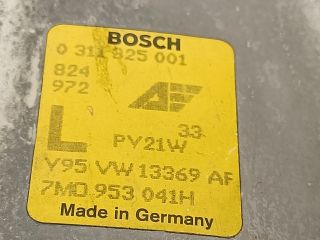 BOSCH
0 311 825 001
824
972
AE
33
L
PY21W
Y95 VW 13369 AF
7M0 953 041H
Made in Germany